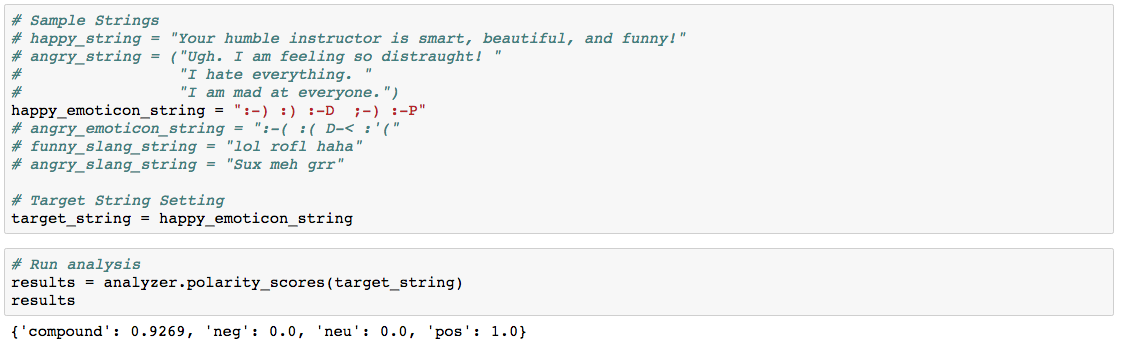 # Sample Strings
# happy_string = "Your humble instructor is smart, beautiful, and funny!"
# angry_string = ("Ugh. I am feeling so distraught! "
#                 "I hate everything. "
#                 "I am mad at everyone.")
happy_emoticon_string = ":-) :) :-D  ;-) :-P"
# angry_emoticon_string = ":-( :( D-< :'("
# funny_slang_string = "lol rofl haha"
# angry_slang_string = "Sux meh grr"

# Target String Setting
target_string = happy_emoticon_string

# Run analysis
results = analyzer.polarity_scores(target_string)
results
{'compound': 0.9269, 'neg': 0.0, 'neu': 0.0, 'pos': 1.0}